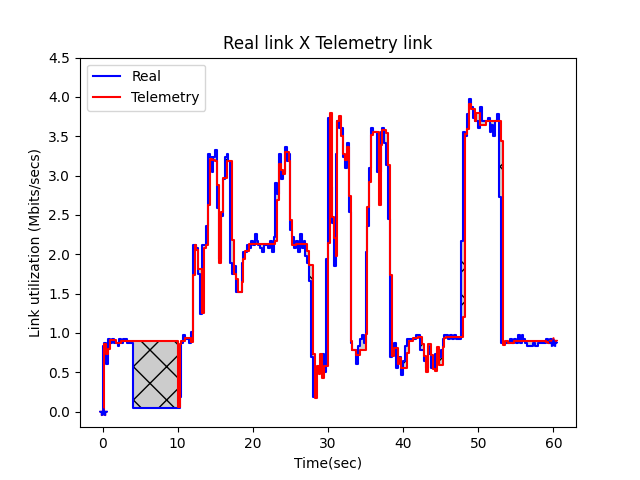 Real link X Telemetry link
Real
Telemetry
Link utilization (Mbits/secs)
4.5
4.0
3.5
3.0
2.5
2.0
1.5
1.0
0.5
0.0
0 10 20 30 40 50 60
Time(sec)